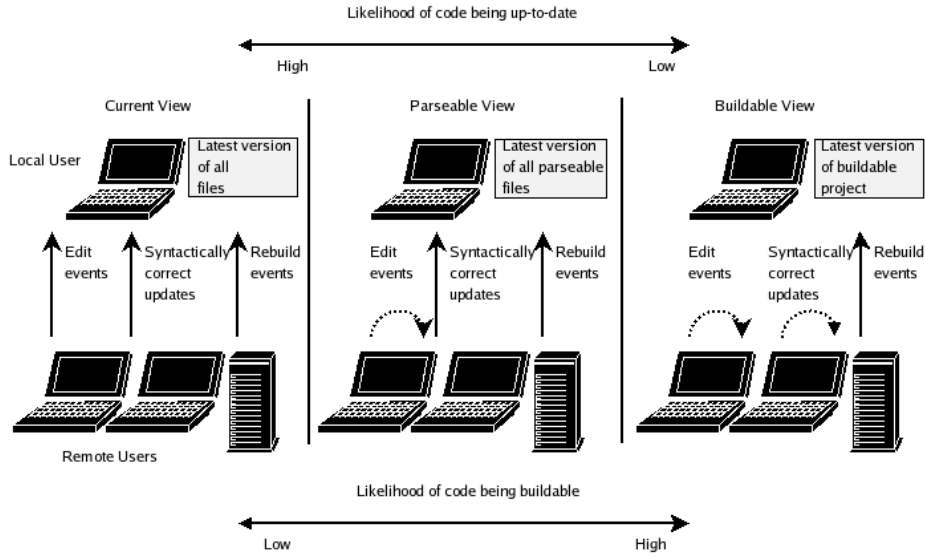 Likelihood of code being up-to-date
High
Low
Current View
Parseable View
Buildable View
Local User
Latest version
of all
files
Latest version
of all parseable
files
Latest version
of buildable
project
Edit
events
Syntactically
correct
updates
Rebuild
events
Edit
events
Syntactically
correct
updates
Rebuild
events
Edit
events
Syntactically
correct
updates
Rebuild
events
Remote Users
Likelihood of code being buildable
Low
High